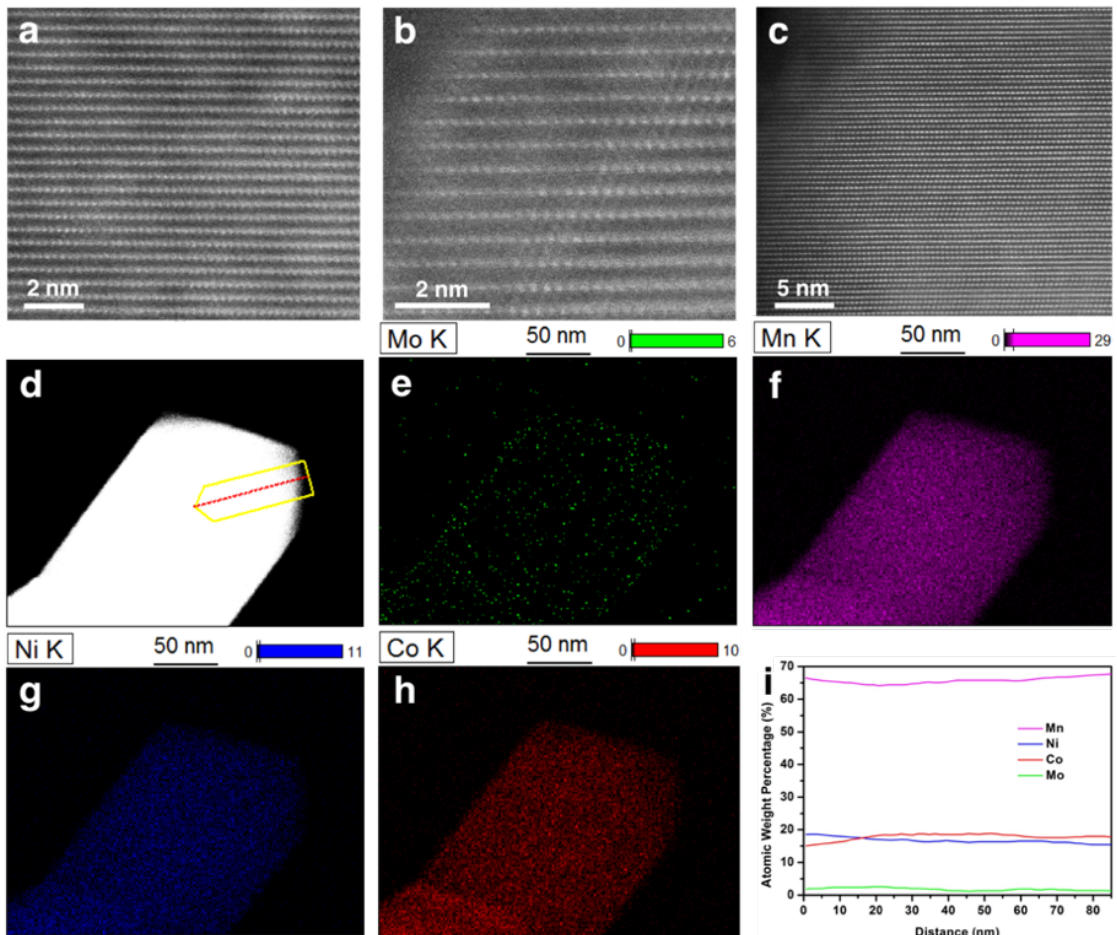 a
b
c
2 nm
2 nm
5 nm
Mo K
50 nm
0
6
Mn K
50 nm
0
29
d
e
f
Ni K
50 nm
0
11
Co K
50 nm
0
10
g
h
i
Atomic Weight Percentage (%)
70
60
50
40
30
20
10
0
Mn
Ni
Co
Mo
0 10 20 30 40 50 60 70 80
Distance (nm)